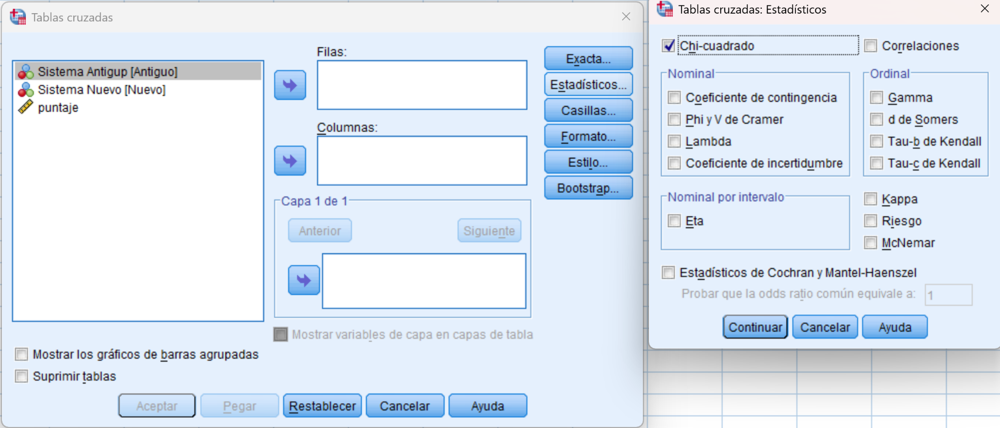 Tablas cruzadas
Sistema Antigup [Antiguo]
Sistema Nuevo [Nuevo]
puntaje
Filas:
Columnas:
Capa 1 de 1
Anterior
Siguiente
Mostrar variables de capa en capas de tabla
Exacta...
Estadísticos...
Casillas...
Formato...
Estilo...
Bootstrap...
Mostrar los gráficos de barras agrupadas
Suprimir tablas
Aceptar
Pegar
Restablecer
Cancelar
Ayuda
Tablas cruzadas: Estadísticos
Chi-cuadrado
Correlaciones
Nominal
Coeficiente de contingencia
Phi y V de Cramer
Lambda
Coeficiente de incertidumbre
Ordinal
Gamma
d de Somers
Tau-b de Kendall
Tau-c de Kendall
Nominal por intervalo
Eta
Kappa
Riesgo
McNemar
Estadísticos de Cochran y Mantel-Haenszel
Probar que la odds ratio común equivale a: 1
Continuar
Cancelar
Ayuda